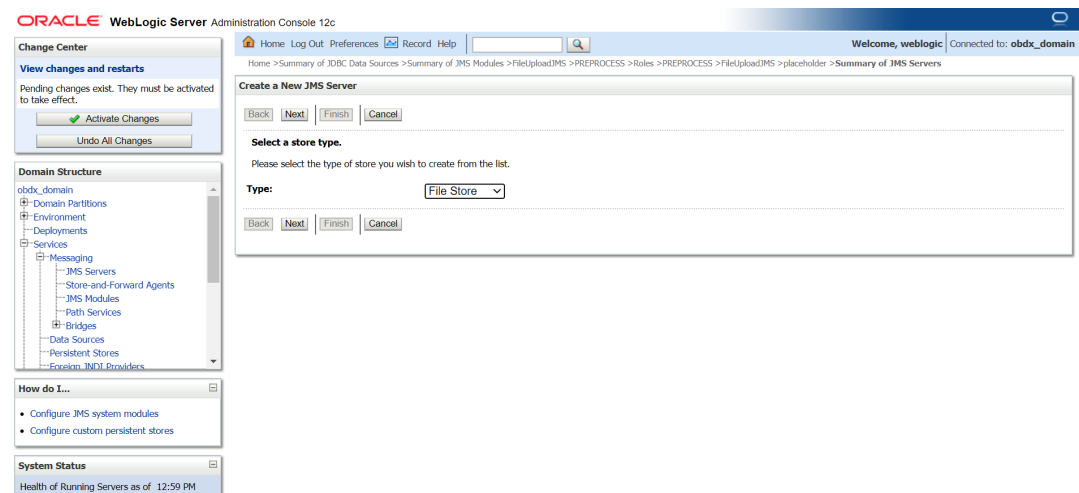 ORACLE WebLogic Server Administration Console 12c
Change Center
View changes and restarts
Pending changes exist. They must be activated
to take effect.
Activate Changes
Undo All Changes
Domain Structure
obdx_domain
Domain Partitions
Environment
Deployments
Services
Messaging
JMS Servers
Store-and-Forward Agents
JMS Modules
Path Services
Bridges
Data Sources
Persistent Stores
Foreign JNDI Providers
How do I...
Configure JMS system modules
Configure custom persistent stores
System Status
Health of Running Servers as of 12:59 PM
Home Log Out Preferences Record Help
Welcome, weblogic Connected to: obdx_domain
Home >Summary of JDBC Data Sources >Summary of JMS Modules >FileUploadJMS >PREPROCESS >Roles >PREPROCESS >FileUploadJMS >placeholder >Summary of JMS Servers
Create a New JMS Server
Back Next Finish Cancel
Select a store type.
Please select the type of store you wish to create from the list.
Type: File Store
Back Next Finish Cancel